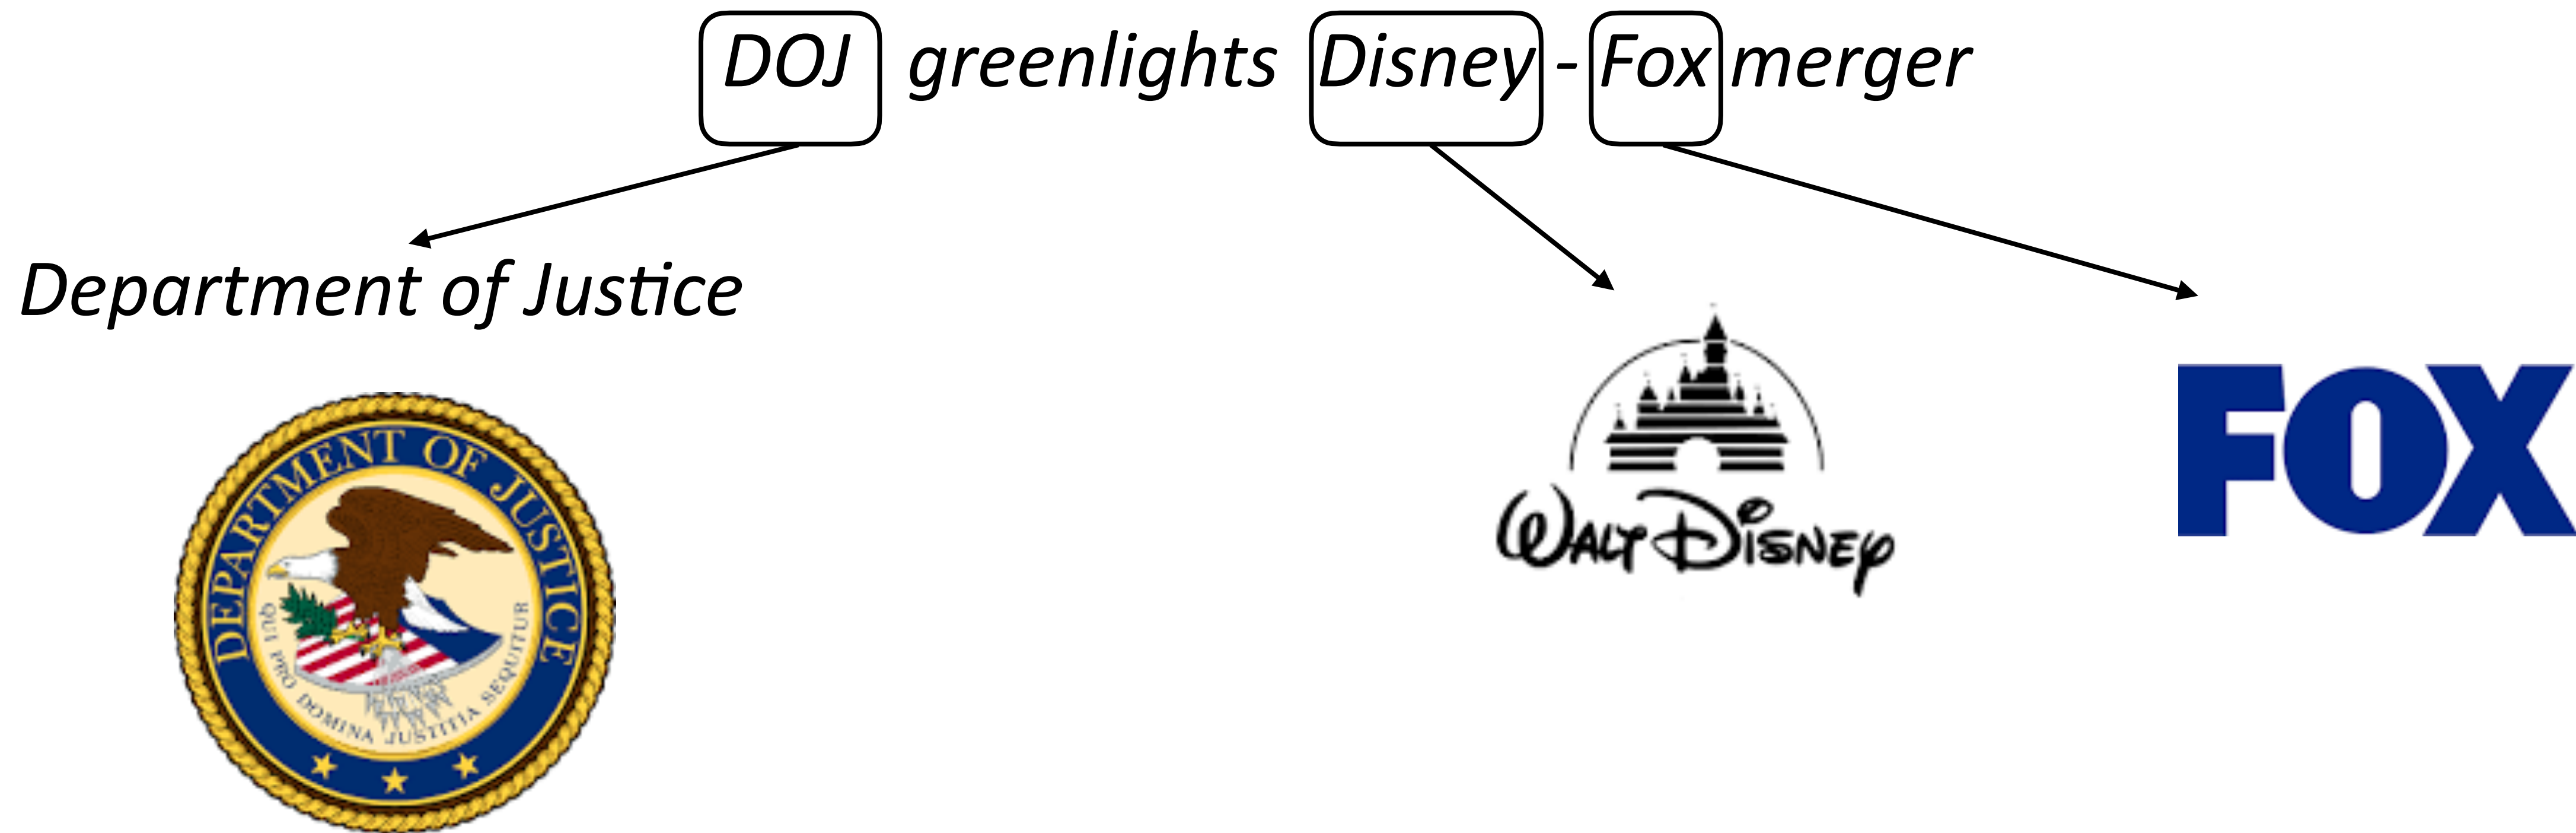 DOJ greenlights Disney - Fox merger
Department of Justice
DEPARTMENT OF JUSTICE
QUI PRO DOMINA JUSTITIA SEQUITUR
WALT DISNEY
FOX